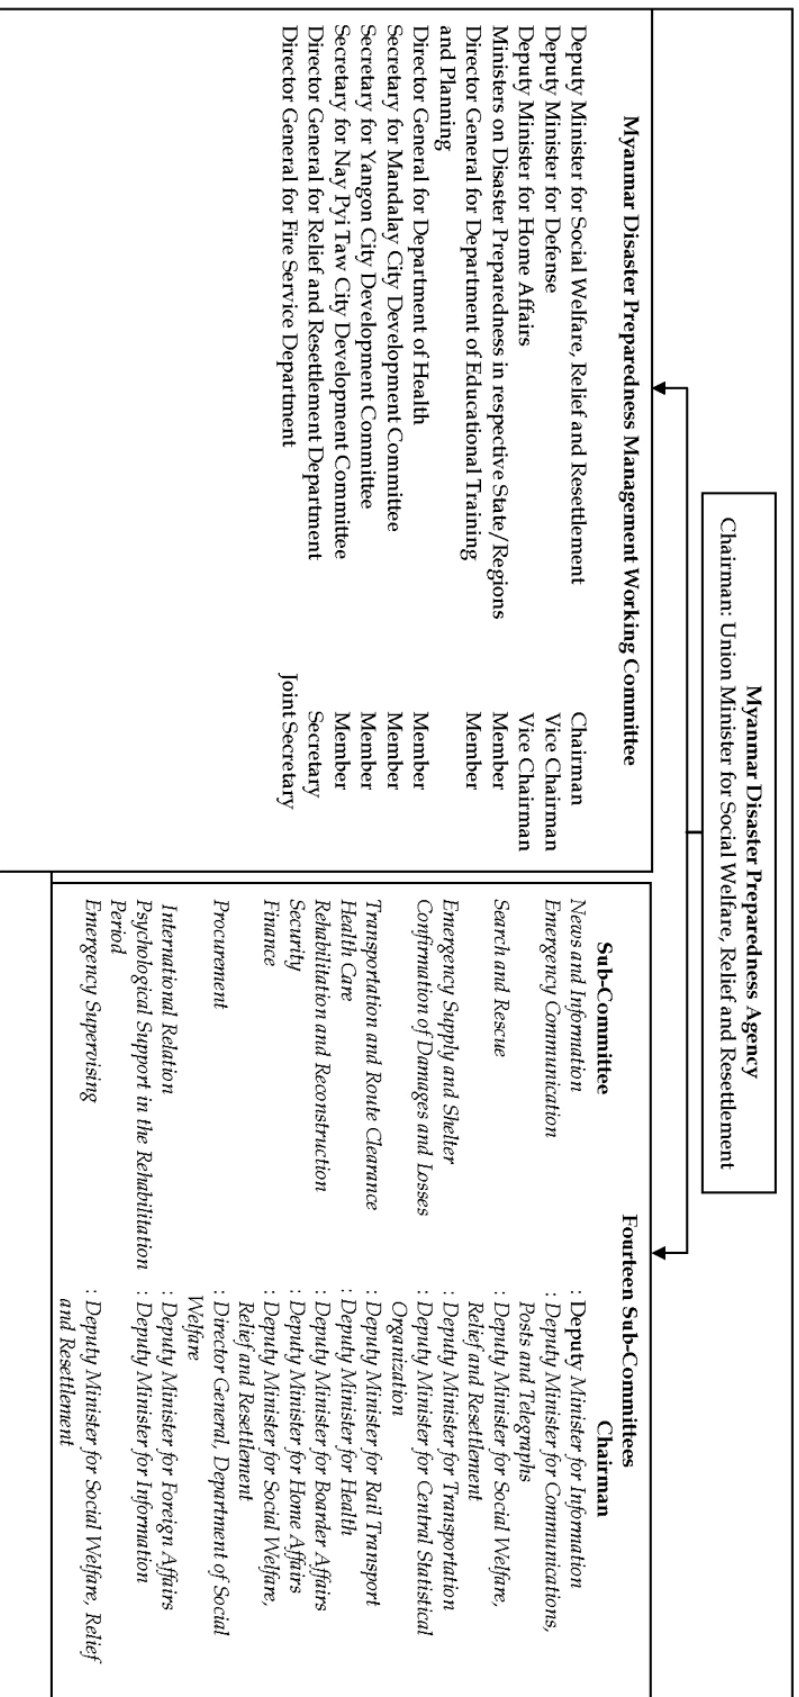 Myanmar Disaster Preparedness Agency
Chairman: Union Minister for Social Welfare, Relief and Resettlement
Myanmar Disaster Preparedness Management Working Committee
Deputy Minister for Social Welfare, Relief and Resettlement Chairman
Deputy Minister for Defense Vice Chairman
Deputy Minister for Home Affairs Vice Chairman
Ministers on Disaster Preparedness in respective State/Regions Member
Director General for Department of Educational Training Member
and Planning
Director General for Department of Health Member
Secretary for Mandalay City Development Committee Member
Secretary for Yangon City Development Committee Member
Secretary for Nay Pyi Taw City Development Committee Member
Director General for Relief and Resettlement Department Secretary
Director General for Fire Service Department Joint Secretary
Fourteen Sub-Committees
Sub-Committee Chairman
News and Information : Deputy Minister for Information
Emergency Communication : Deputy Minister for Communications,
Posts and Telegraphs
Search and Rescue : Deputy Minister for Social Welfare,
Relief and Resettlement
Emergency Supply and Shelter : Deputy Minister for Transportation
Confirmation of Damages and Losses : Deputy Minister for Central Statistical
Organization
Transportation and Route Clearance : Deputy Minister for Rail Transport
Health Care : Deputy Minister for Health
Rehabilitation and Reconstruction : Deputy Minister for Boarder Affairs
Security : Deputy Minister for Home Affairs
Finance : Deputy Minister for Social Welfare,
Relief and Resettlement
Procurement : Director General, Department of Social
Welfare
International Relation : Deputy Minister for Foreign Affairs
Psychological Support in the Rehabilitation : Deputy Minister for Information
Period
Emergency Supervising : Deputy Minister for Social Welfare, Relief
and Resettlement